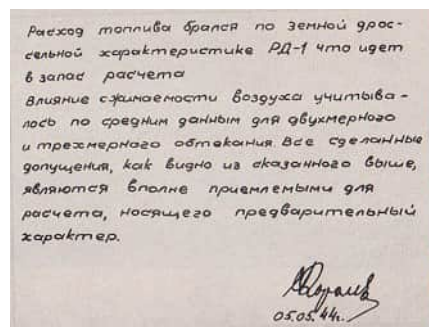 Расход топлива брался по земной дрос-
сельной характеристике РД-1 что идет
в запас расчета
Влияние сжимаемости воздуха учитыва-
лось по средним данным для двухмерного
и трехмерного обтекания. Все сделанные
допущения, как видно из сказанного выше,
являются вполне приемлемыми для
расчета, носящего предварительный
характер.
Королев
05.05.44г.